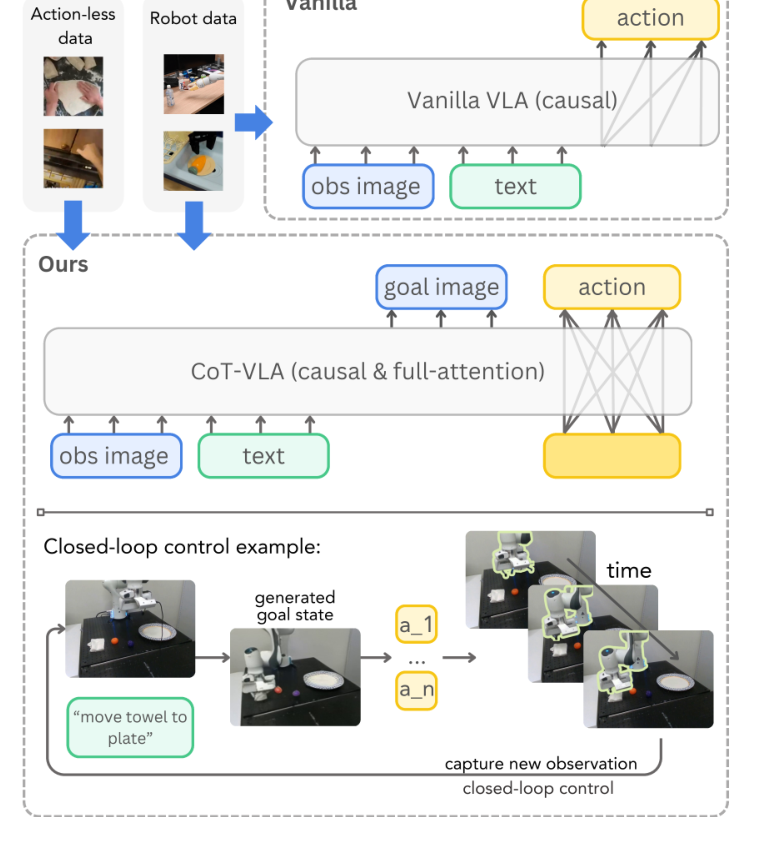 Action-less
data
Robot data
Vanilla
action
Vanilla VLA (causal)
obs image
text
Ours
goal image
action
CoT-VLA (causal & full-attention)
obs image
text
Closed-loop control example:
time
generated
goal state
a_1
...
a_n
“move towel to
plate”
capture new observation
closed-loop control